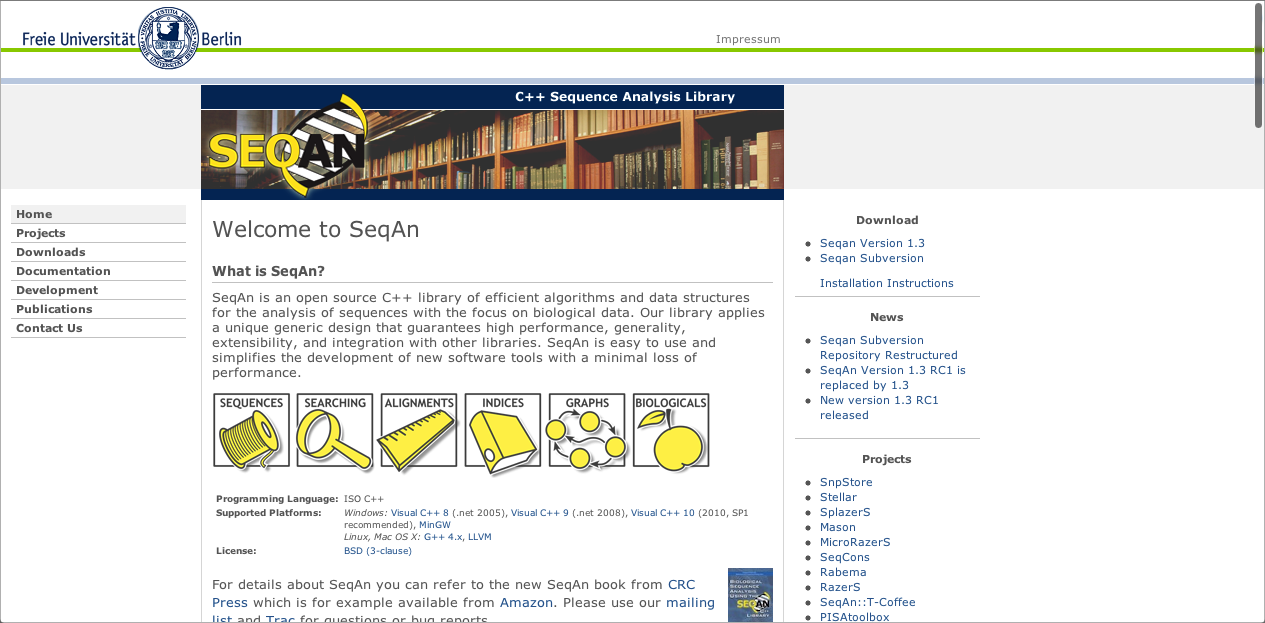 Freie Universität Berlin
Impressum
C++ Sequence Analysis Library
SEQAN
Home
Projects
Downloads
Documentation
Development
Publications
Contact Us
Welcome to SeqAn
What is SeqAn?
SeqAn is an open source C++ library of efficient algorithms and data structures
for the analysis of sequences with the focus on biological data. Our library applies
a unique generic design that guarantees high performance, generality,
extensibility, and integration with other libraries. SeqAn is easy to use and
simplifies the development of new software tools with a minimal loss of
performance.
SEQUENCES SEARCHING ALIGNMENTS INDICES GRAPHS BIOLOGICALS
Programming Language: ISO C++
Supported Platforms: Windows: Visual C++ 8 (.net 2005), Visual C++ 9 (.net 2008), Visual C++ 10 (2010, SP1
recommended), MinGW
Linux, Mac OS X: G++ 4.x, LLVM
License: BSD (3-clause)
For details about SeqAn you can refer to the new SeqAn book from CRC
Press which is for example available from Amazon. Please use our mailing
list and Trac for questions or bug reports.
BIOLOGICAL
SEQUENCE
ANALYSIS
USING THE
SEQAN
C++
LIBRARY
Download
Seqan Version 1.3
Seqan Subversion
Installation Instructions
News
Seqan Subversion
Repository Restructured
SeqAn Version 1.3 RC1 is
replaced by 1.3
New version 1.3 RC1
released
Projects
SnpStore
Stellar
SplazerS
Mason
MicroRazerS
SeqCons
Rabema
RazerS
SeqAn::T-Coffee
PISAtoolbox